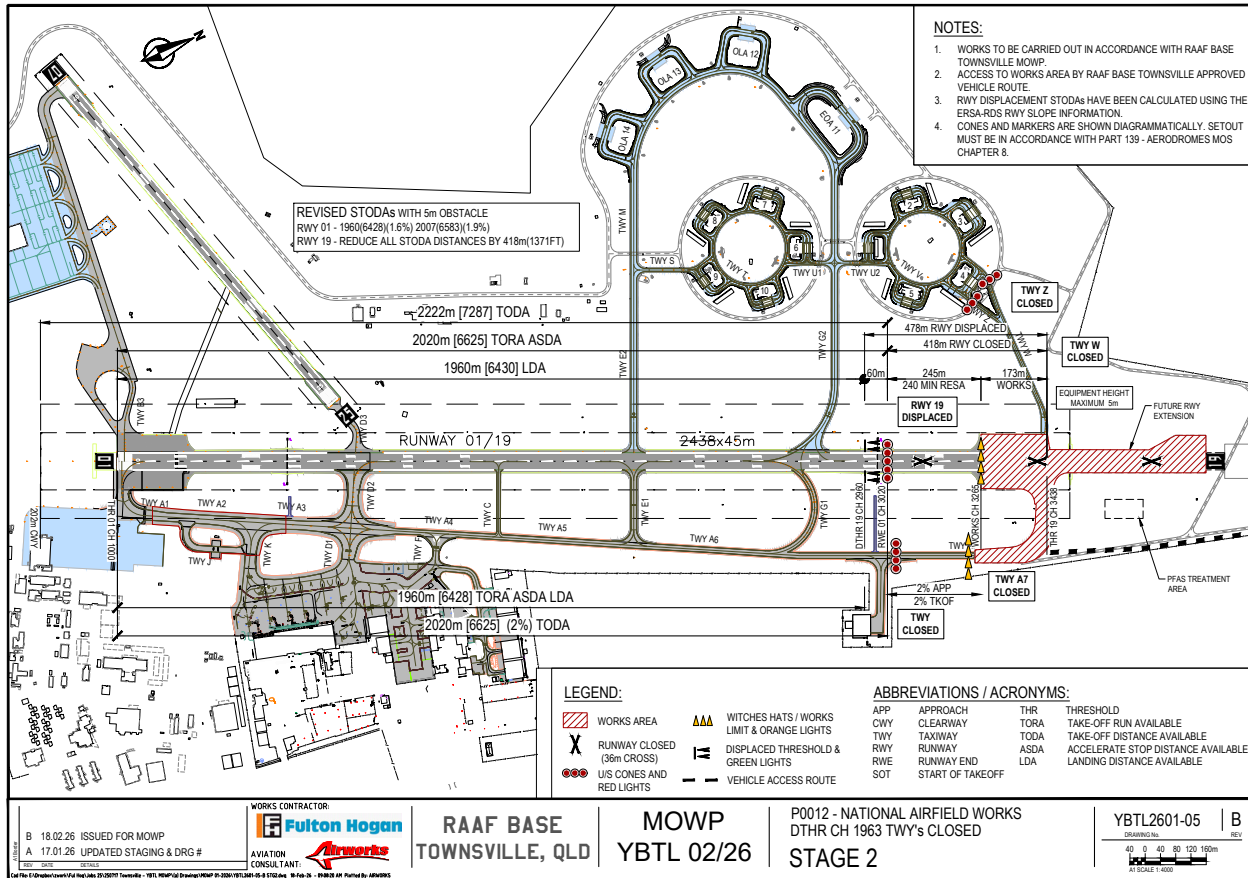 NOTES:
1. WORKS TO BE CARRIED OUT IN ACCORDANCE WITH RAAF BASE
TOWNSVILLE MOWP.
2. ACCESS TO WORKS AREA BY RAAF BASE TOWNSVILLE APPROVED
VEHICLE ROUTE.
3. RWY DISPLACEMENT STODAs HAVE BEEN CALCULATED USING THE
ERSA-RDS RWY SLOPE INFORMATION.
4. CONES AND MARKERS ARE SHOWN DIAGRAMMATICALLY. SETOUT
MUST BE IN ACCORDANCE WITH PART 139 - AERODROMES MOS
CHAPTER 8.
N
07
OLA 12
OLA 13
OLA 14
EOA 11
REVISED STODAs WITH 5m OBSTACLE
RWY 01 - 1960(6428)(1.6%) 2007(6583)(1.9%)
RWY 19 - REDUCE ALL STODA DISTANCES BY 418m(1371FT)
TWY M
TWY S
7
8
6
9
10
TWY T
TWY U1
TWY U2
2
3
4
5
TWY V
TWY Z
CLOSED
TWY W
TWY W
CLOSED
2222m [7287] TODA
2020m [6625] TORA ASDA
1960m [6430] LDA
478m RWY DISPLACED
418m RWY CLOSED
60m
245m
240 MIN RESA
173m
WORKS
RWY 19
DISPLACED
EQUIPMENT HEIGHT
MAXIMUM 5m
FUTURE RWY
EXTENSION
TWY E2
TWY G2
TWY B3
25
TWY D3
RUNWAY 01/19
2438x45m
01
19
TWY A1
TWY A2
TWY A3
TWY D2
TWY A4
TWY C
TWY A5
TWY E1
TWY A6
TWY G1
THR 01 CH 1000
202m CWY
DTHR 19 CH 2960
RWE 01 CH 3020
WORKS CH 3265
THR 19 CH 3438
TWY J
TWY K
TWY D1
TWY F
TWY
TWY A7
CLOSED
2% APP
2% TKOF
TWY
CLOSED
PFAS TREATMENT
AREA
1960m [6428] TORA ASDA LDA
2020m [6625] (2%) TODA
LEGEND:
WORKS AREA
RUNWAY CLOSED
(36m CROSS)
U/S CONES AND
RED LIGHTS
WITCHES HATS / WORKS
LIMIT & ORANGE LIGHTS
DISPLACED THRESHOLD &
GREEN LIGHTS
VEHICLE ACCESS ROUTE
ABBREVIATIONS / ACRONYMS:
APP APPROACH THR THRESHOLD
CWY CLEARWAY TORA TAKE-OFF RUN AVAILABLE
TWY TAXIWAY TODA TAKE-OFF DISTANCE AVAILABLE
RWY RUNWAY ASDA ACCELERATE STOP DISTANCE AVAILABLE
RWE RUNWAY END LDA LANDING DISTANCE AVAILABLE
SOT START OF TAKEOFF
B 18.02.26 ISSUED FOR MOWP
A 17.01.26 UPDATED STAGING & DRG #
REV DATE DETAILS
WORKS CONTRACTOR:
Fulton Hogan
AVIATION
CONSULTANT:
Airworks
RAAF BASE
TOWNSVILLE, QLD
MOWP
YBTL 02/26
P0012 - NATIONAL AIRFIELD WORKS
DTHR CH 1963 TWY's CLOSED
STAGE 2
YBTL2601-05
DRAWING No.
B
REV
40 0 40 80 120 160m
A1 SCALE 1:4000